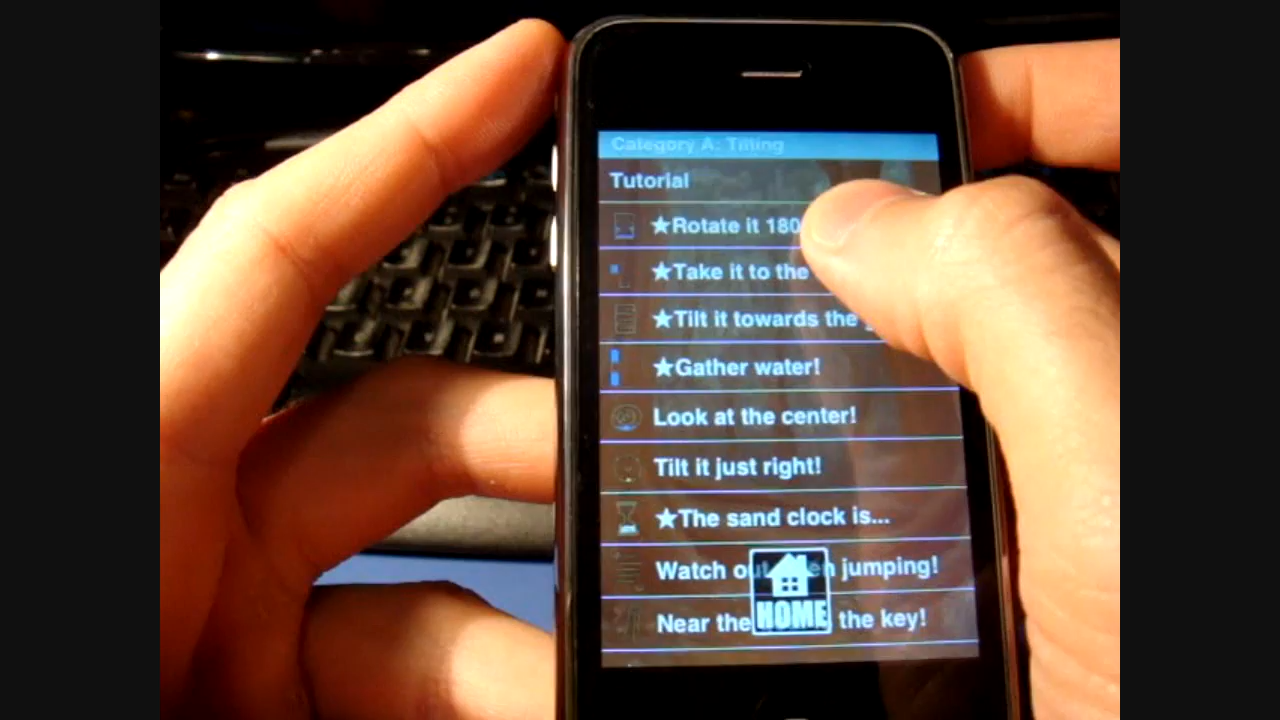 Category A: Tilting
Tutorial
★Rotate it 180
★Take it to the
★Tilt it towards the
★Gather water!
Look at the center!
Tilt it just right!
★The sand clock is...
Watch jumping!
Near the the key!
HOME